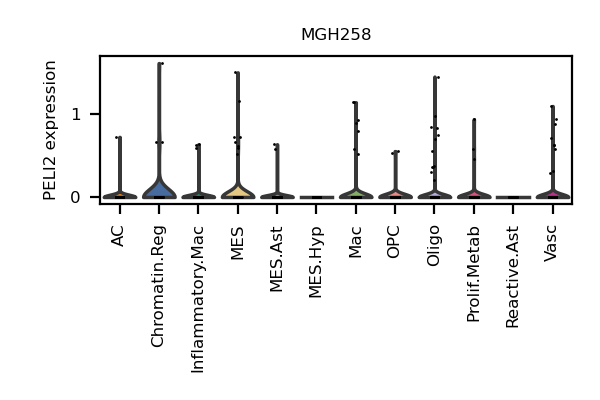 MGH258
PELI2 expression
1
0
AC
Chromatin.Reg
Inflammatory.Mac
MES
MES.Ast
MES.Hyp
Mac
OPC
Oligo
Prolif.Metab
Reactive.Ast
Vasc